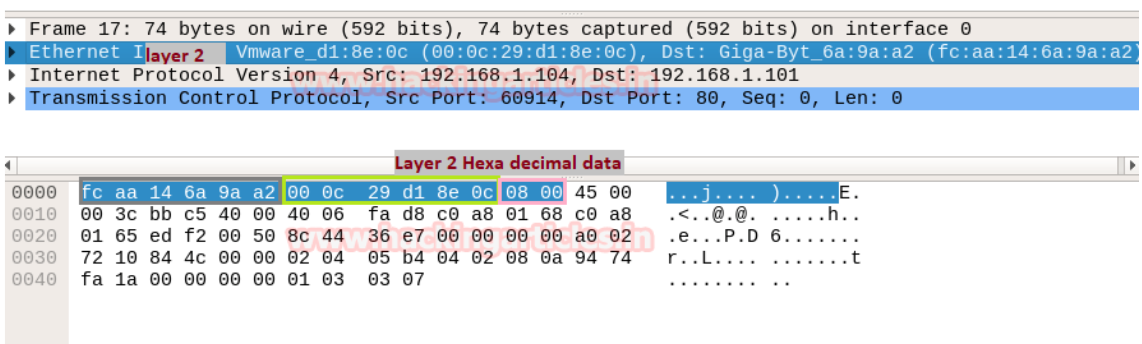 Frame 17: 74 bytes on wire (592 bits), 74 bytes captured (592 bits) on interface 0
Ethernet I layer 2 Vmware_d1:8e:0c (00:0c:29:d1:8e:0c), Dst: Giga-Byt_6a:9a:a2 (fc:aa:14:6a:9a:a2)
Internet Protocol Version 4, Src: 192.168.1.104, Dst: 192.168.1.101
www.hackingarticles.in
Transmission Control Protocol, Src Port: 60914, Dst Port: 80, Seq: 0, Len: 0
Layer 2 Hexa decimal data
0000 fc aa 14 6a 9a a2 00 0c 29 d1 8e 0c 08 00 45 00 ...j.... ).....E.
0010 00 3c bb c5 40 00 40 06 fa d8 c0 a8 01 68 c0 a8 .<..@.@. .....h..
0020 01 65 ed f2 00 50 8c 44 36 e7 00 00 00 00 a0 02 .e...P.D 6.......
www.hackingarticles.in
0030 72 10 84 4c 00 00 02 04 05 b4 04 02 08 0a 94 74 r..L.... .......t
0040 fa 1a 00 00 00 00 01 03 03 07 ........ ..